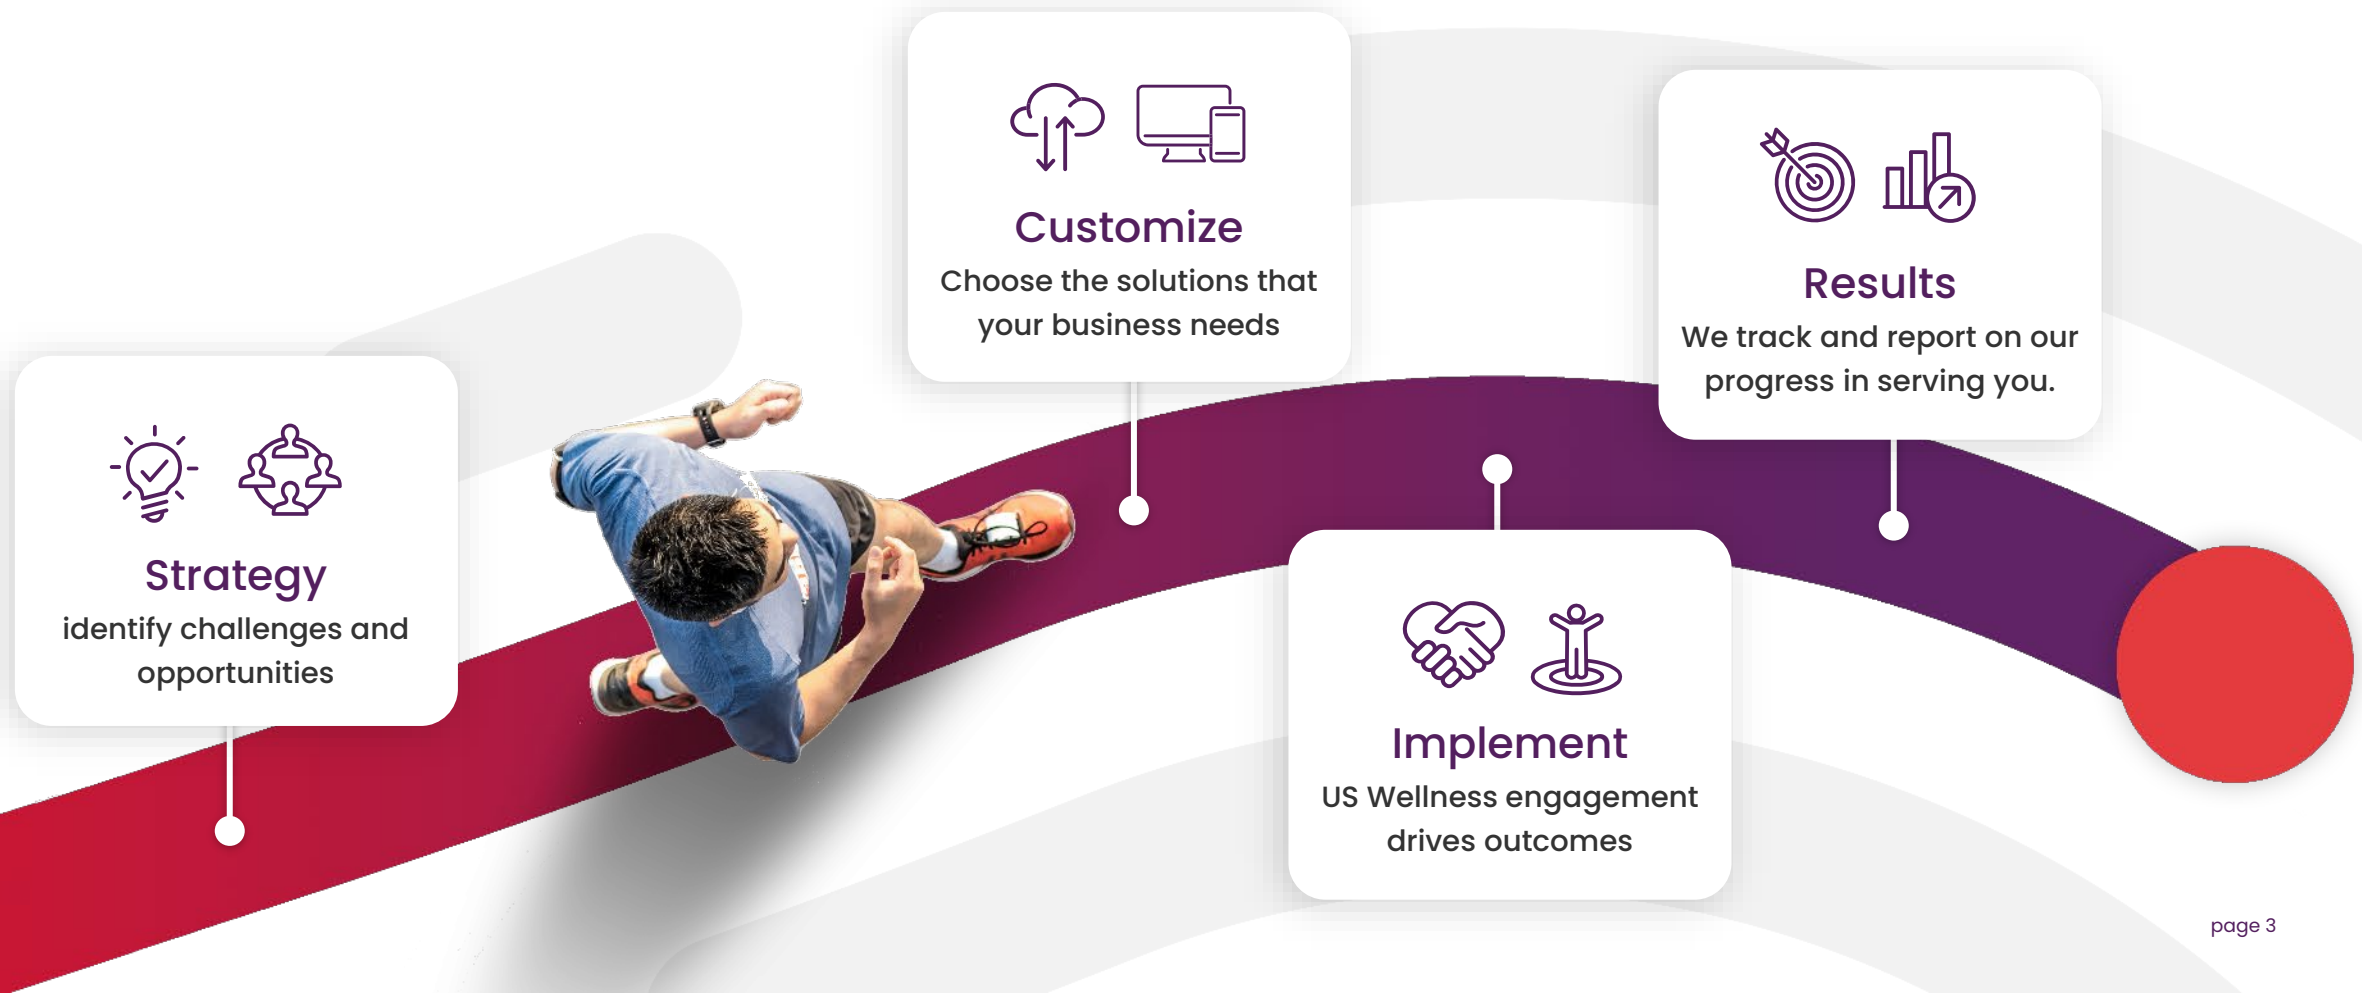 Strategy
identify challenges and
opportunities
Customize
Choose the solutions that
your business needs
Implement
US Wellness engagement
drives outcomes
Results
We track and report on our
progress in serving you.
page 3